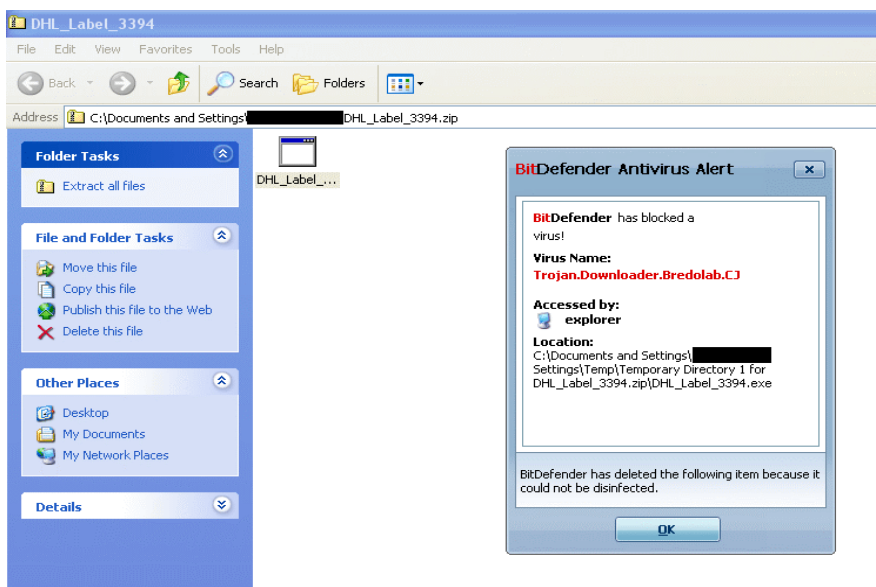 DHL_Label_3394
File Edit View Favorites Tools Help
Back Search Folders
Address C:\Documents and Settings\ DHL_Label_3394.zip
Folder Tasks
Extract all files
File and Folder Tasks
Move this file
Copy this file
Publish this file to the Web
Delete this file
Other Places
Desktop
My Documents
My Network Places
Details
DHL_Label_...
BitDefender Antivirus Alert
BitDefender has blocked a
virus!
Virus Name:
Trojan.Downloader.Bredolab.CJ
Accessed by:
explorer
Location:
C:\Documents and Settings\
Settings\Temp\Temporary Directory 1 for
DHL_Label_3394.zip\DHL_Label_3394.exe
BitDefender has deleted the following item because it
could not be disinfected.
OK